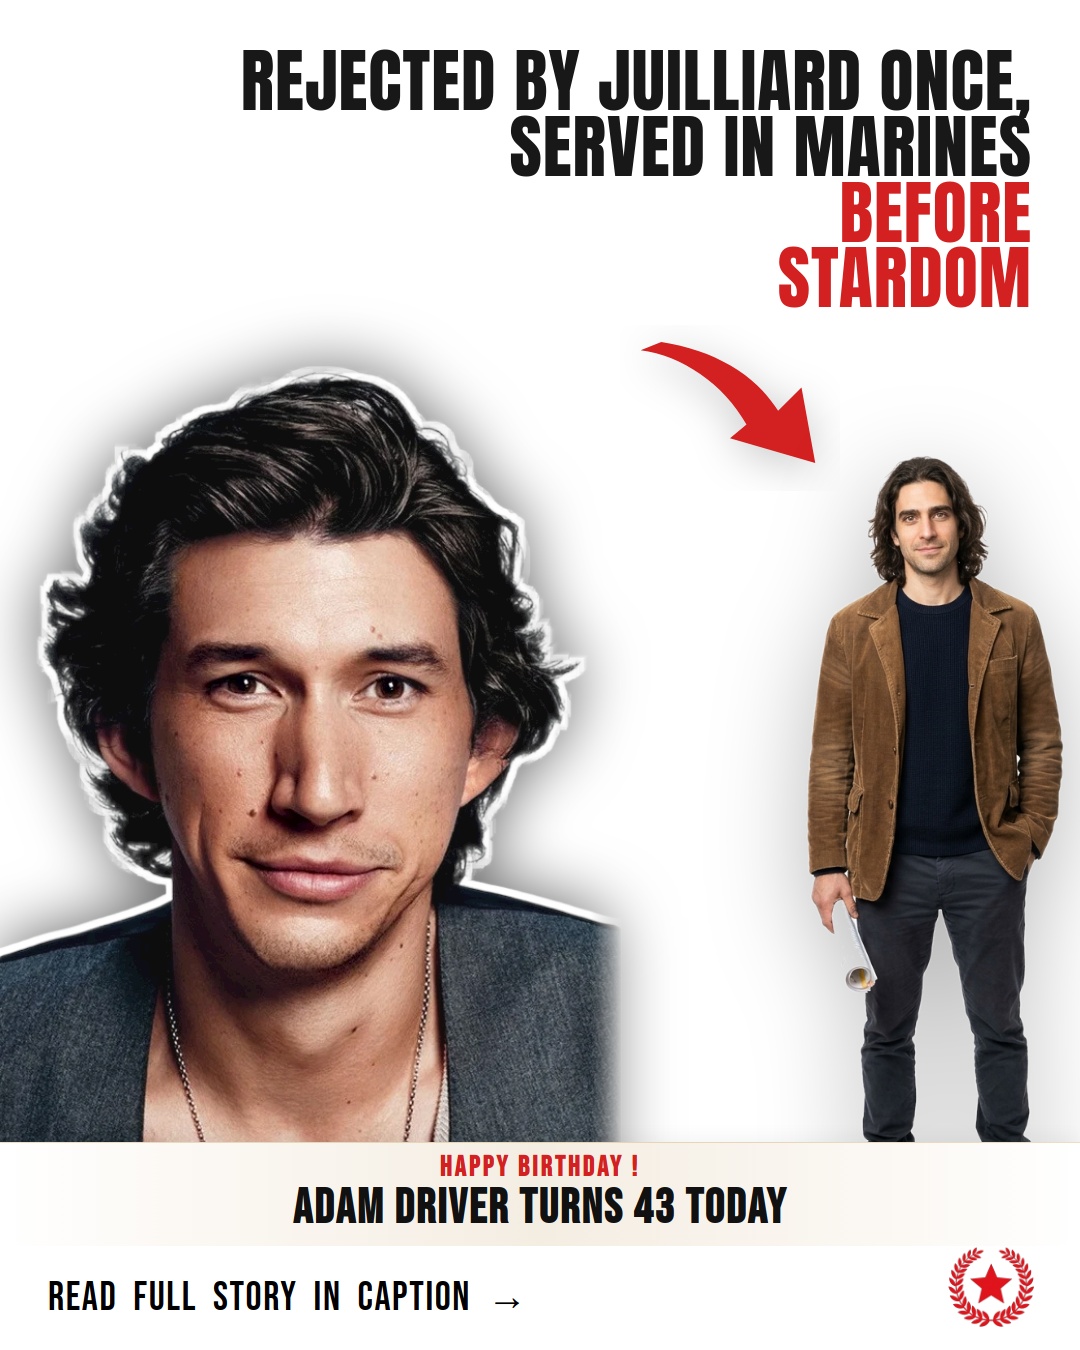 REJECTED BY JUILLIARD ONCE,
SERVED IN MARINES
BEFORE
STARDOM
HAPPY BIRTHDAY !
ADAM DRIVER TURNS 43 TODAY
READ FULL STORY IN CAPTION →